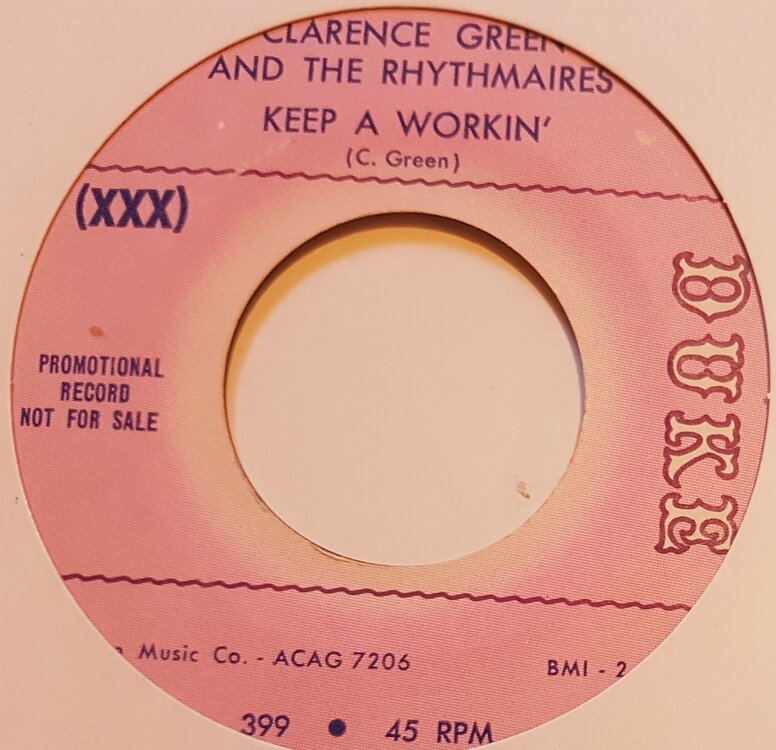 CLARENCE GREEN
AND THE RHYTHMAIRES
KEEP A WORKIN'
(C. Green)
(XXX)
DUKE
PROMOTIONAL
RECORD
NOT FOR SALE
Music Co. - ACAG 7206
BMI - 2
399 • 45 RPM